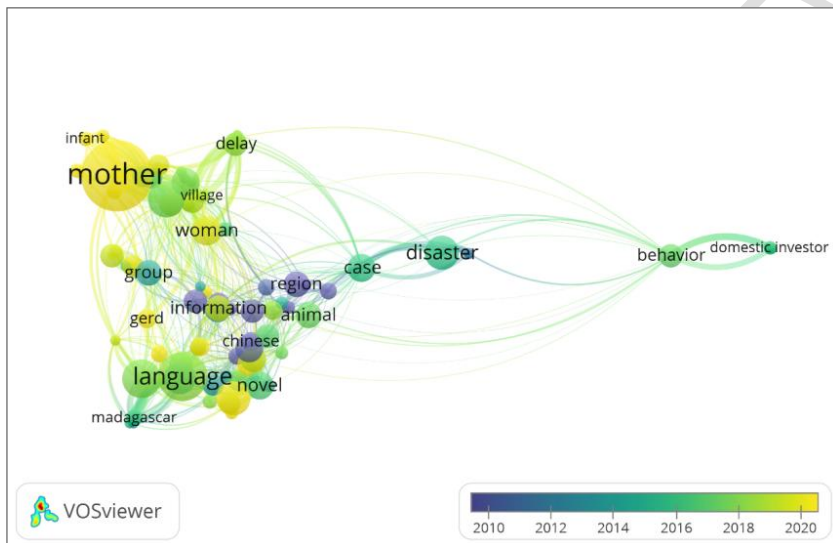 infant
mother
delay
village
woman
group
case
disaster
behavior
domestic investor
region
information
animal
gerd
chinese
language
novel
madagascar
VOSviewer
2010 2012 2014 2016 2018 2020